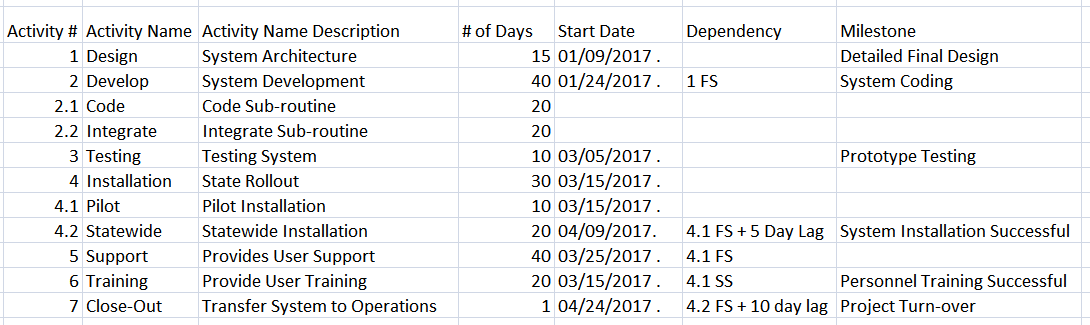 Activity # Activity Name Activity Name Description # of Days Start Date Dependency Milestone
1 Design System Architecture 15 01/09/2017 . Detailed Final Design
2 Develop System Development 40 01/24/2017 . 1 FS System Coding
2.1 Code Code Sub-routine 20
2.2 Integrate Integrate Sub-routine 20
3 Testing Testing System 10 03/05/2017 . Prototype Testing
4 Installation State Rollout 30 03/15/2017 .
4.1 Pilot Pilot Installation 10 03/15/2017 .
4.2 Statewide Statewide Installation 20 04/09/2017. 4.1 FS + 5 Day Lag System Installation Successful
5 Support Provides User Support 40 03/25/2017 . 4.1 FS
6 Training Provide User Training 20 03/15/2017 . 4.1 SS Personnel Training Successful
7 Close-Out Transfer System to Operations 1 04/24/2017 . 4.2 FS + 10 day lag Project Turn-over